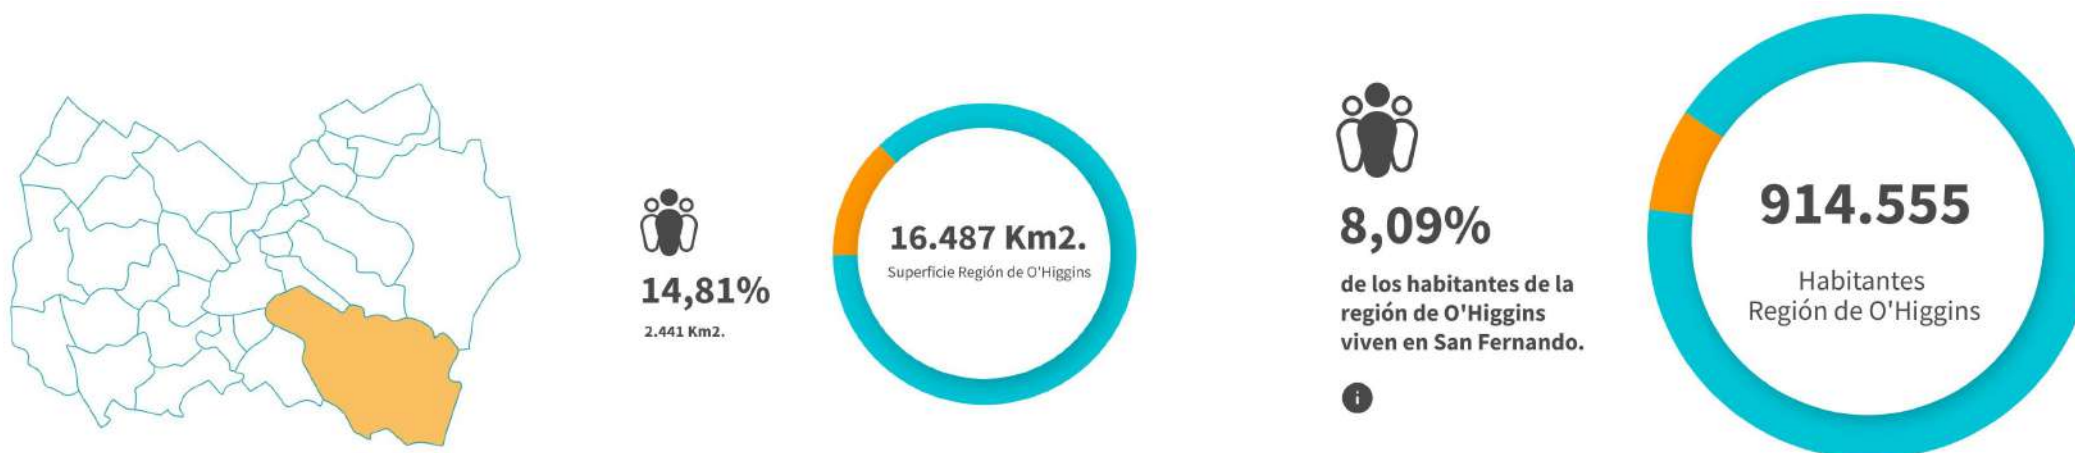 14,81%
2.441 Km2.
16.487 Km2.
Superficie Región de O'Higgins
8,09%
de los habitantes de la
región de O'Higgins
viven en San Fernando.
i
914.555
Habitantes
Región de O'Higgins